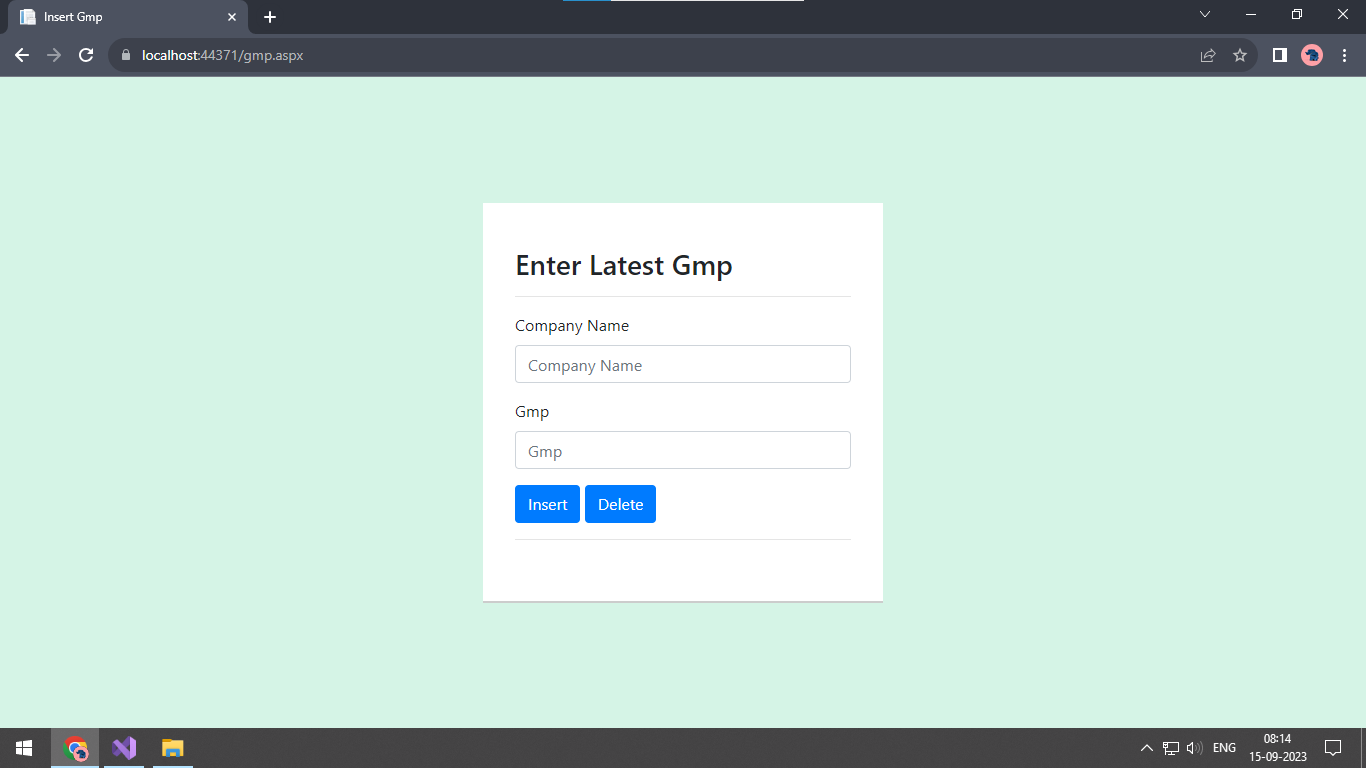 Insert Gmp
localhost:44371/gmp.aspx
Enter Latest Gmp
Company Name
Company Name
Gmp
Gmp
Insert Delete
ENG
08:14
15-09-2023